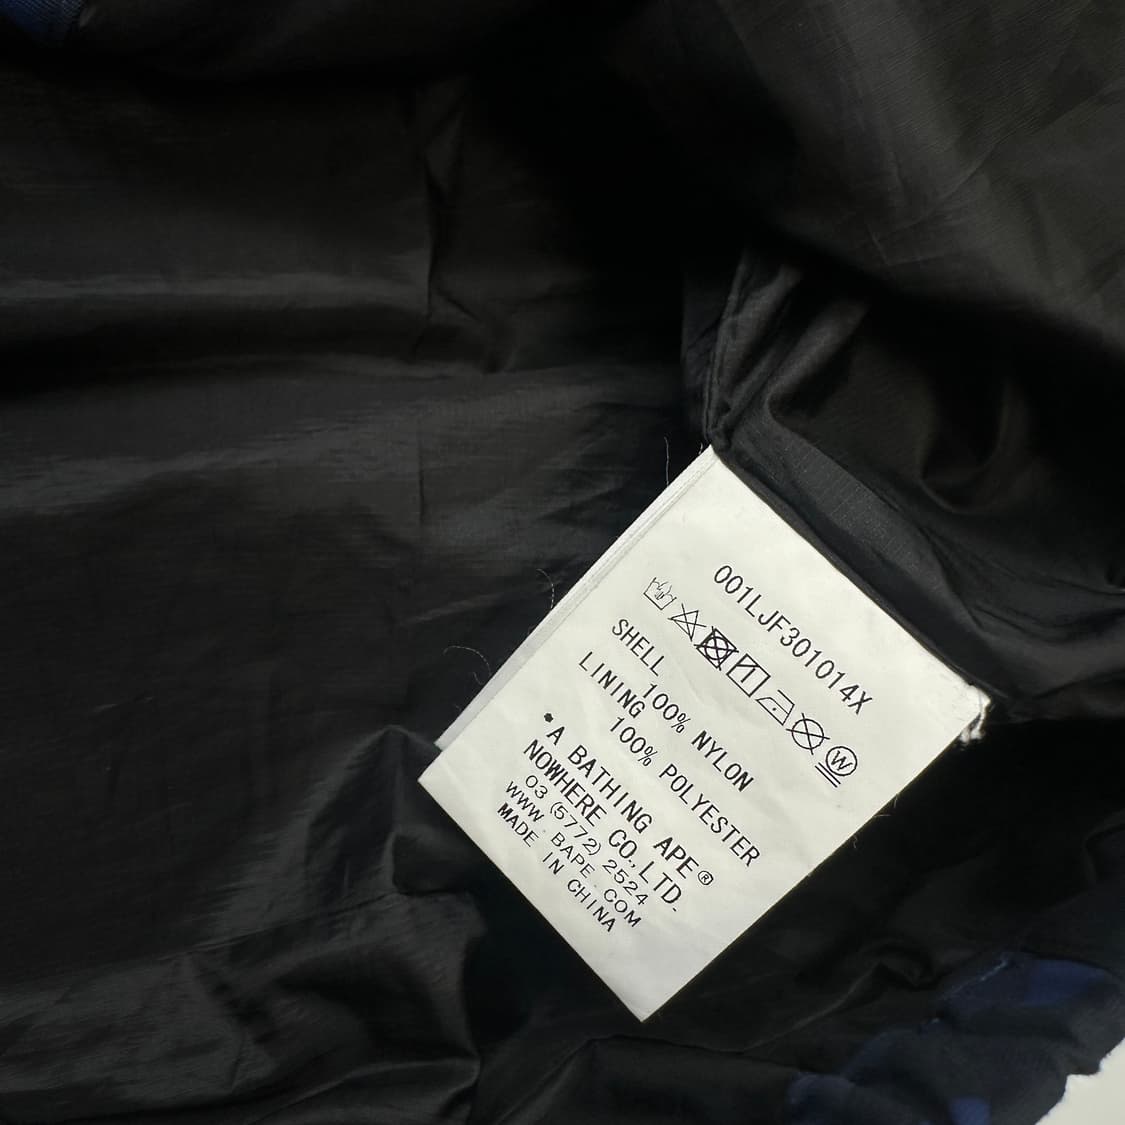 001LJF301014X
SHELL
100% NYLON
LINING
100% POLYESTER
•A BATHING APE®
NOWHERE CO., LTD.
03 (5772) 2524
WWW.BAPE.COM
MADE IN CHINA